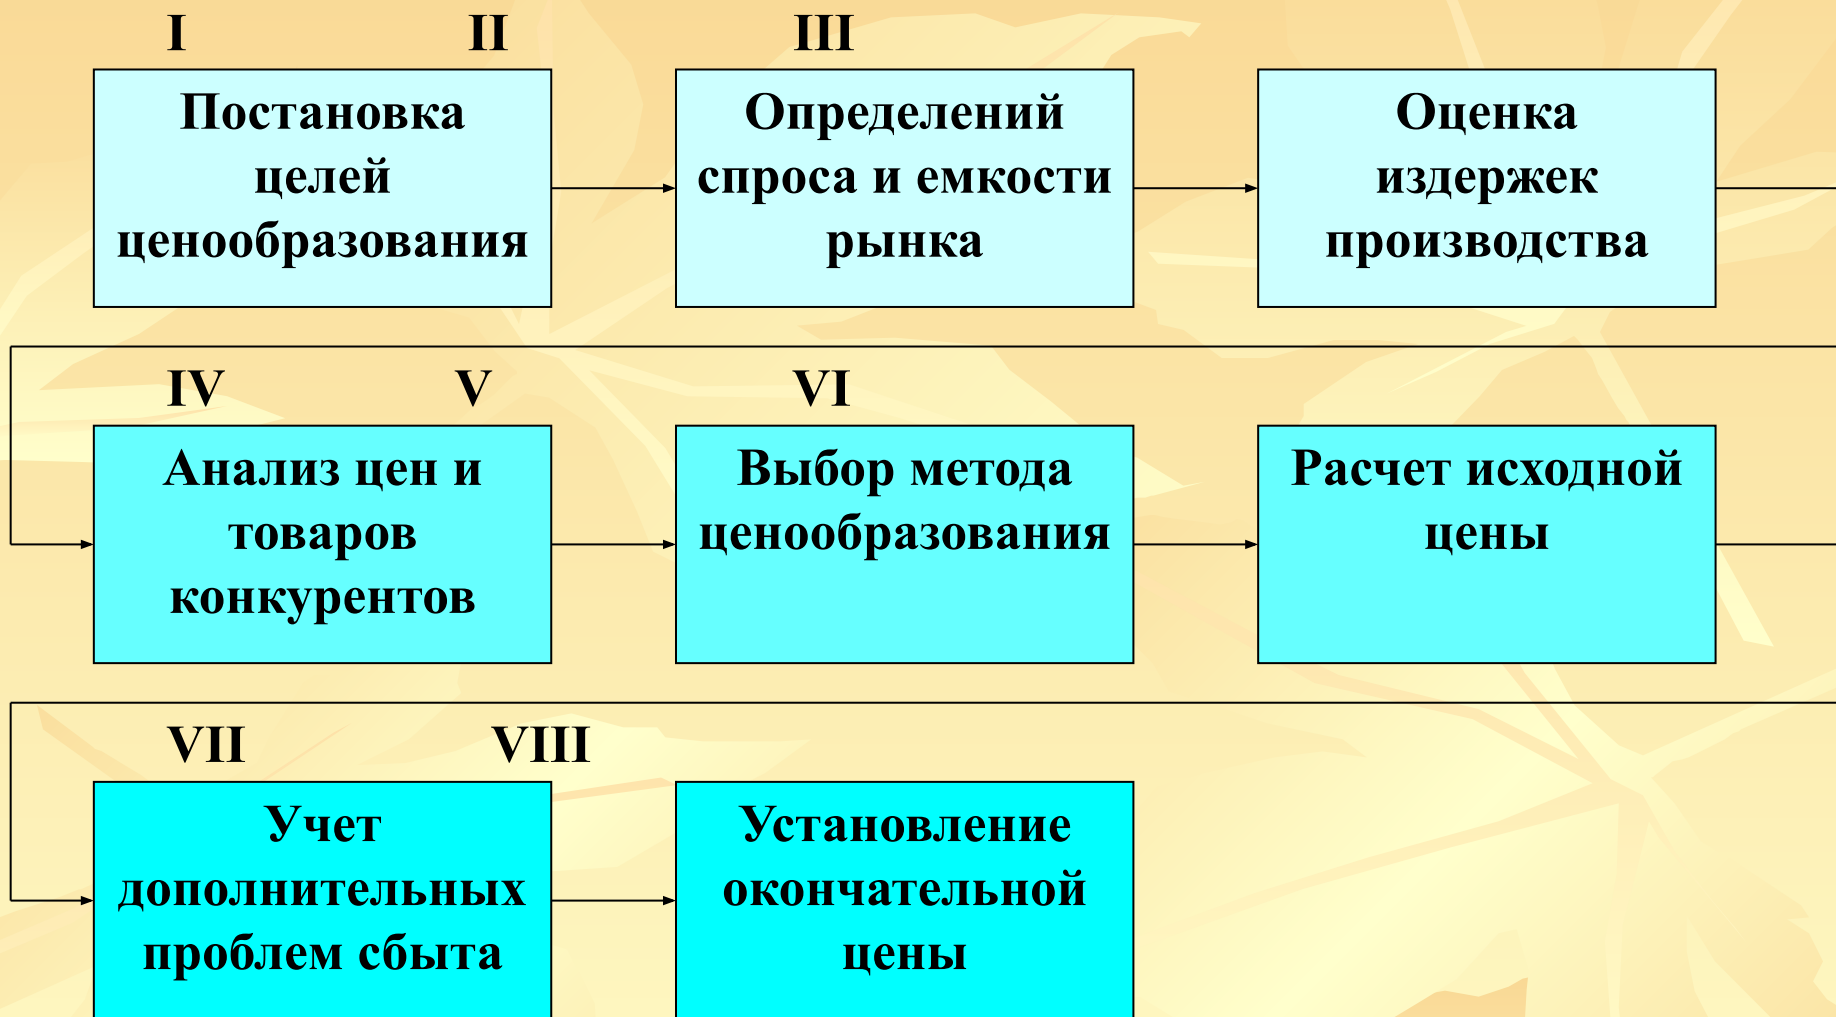 I II III
Постановка
целей
ценообразования
Определений
спроса и емкости
рынка
Оценка
издержек
производства
IV V VI
Анализ цен и
товаров
конкурентов
Выбор метода
ценообразования
Расчет исходной
цены
VII VIII
Учет
дополнительных
проблем сбыта
Установление
окончательной
цены